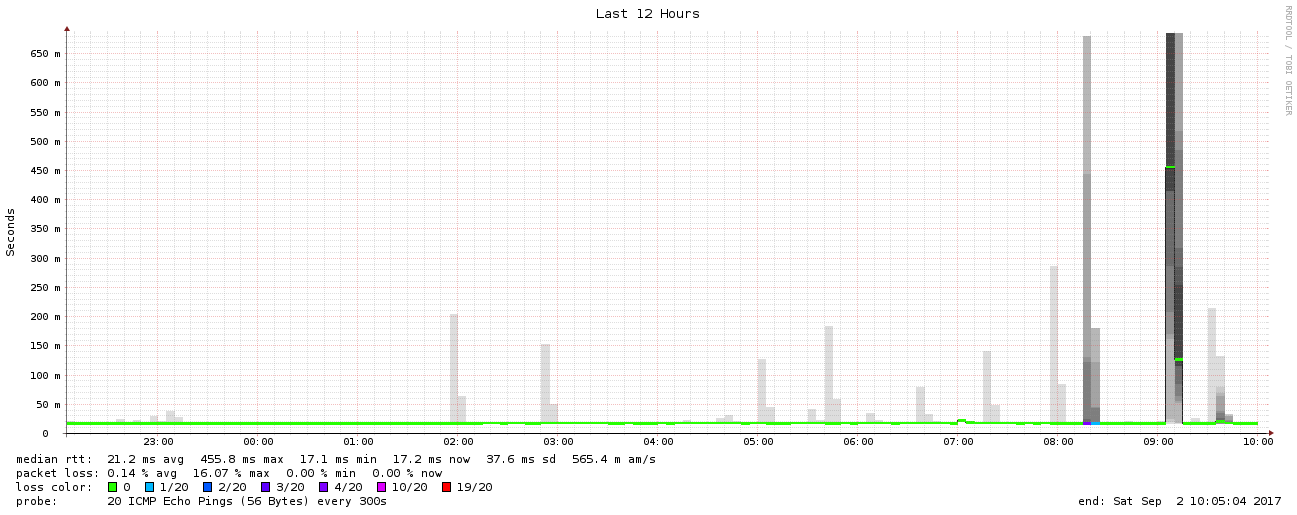 Last 12 Hours
RRDTOOL / TOBI OETIKER
Seconds
650 m
600 m
550 m
500 m
450 m
400 m
350 m
300 m
250 m
200 m
150 m
100 m
50 m
0
23:00 00:00 01:00 02:00 03:00 04:00 05:00 06:00 07:00 08:00 09:00 10:00
median rtt: 21.2 ms avg 455.8 ms max 17.1 ms min 17.2 ms now 37.6 ms sd 565.4 m am/s
packet loss: 0.14 % avg 16.07 % max 0.00 % min 0.00 % now
loss color: 0 1/20 2/20 3/20 4/20 10/20 19/20
probe: 20 ICMP Echo Pings (56 Bytes) every 300s end: Sat Sep 2 10:05:04 2017